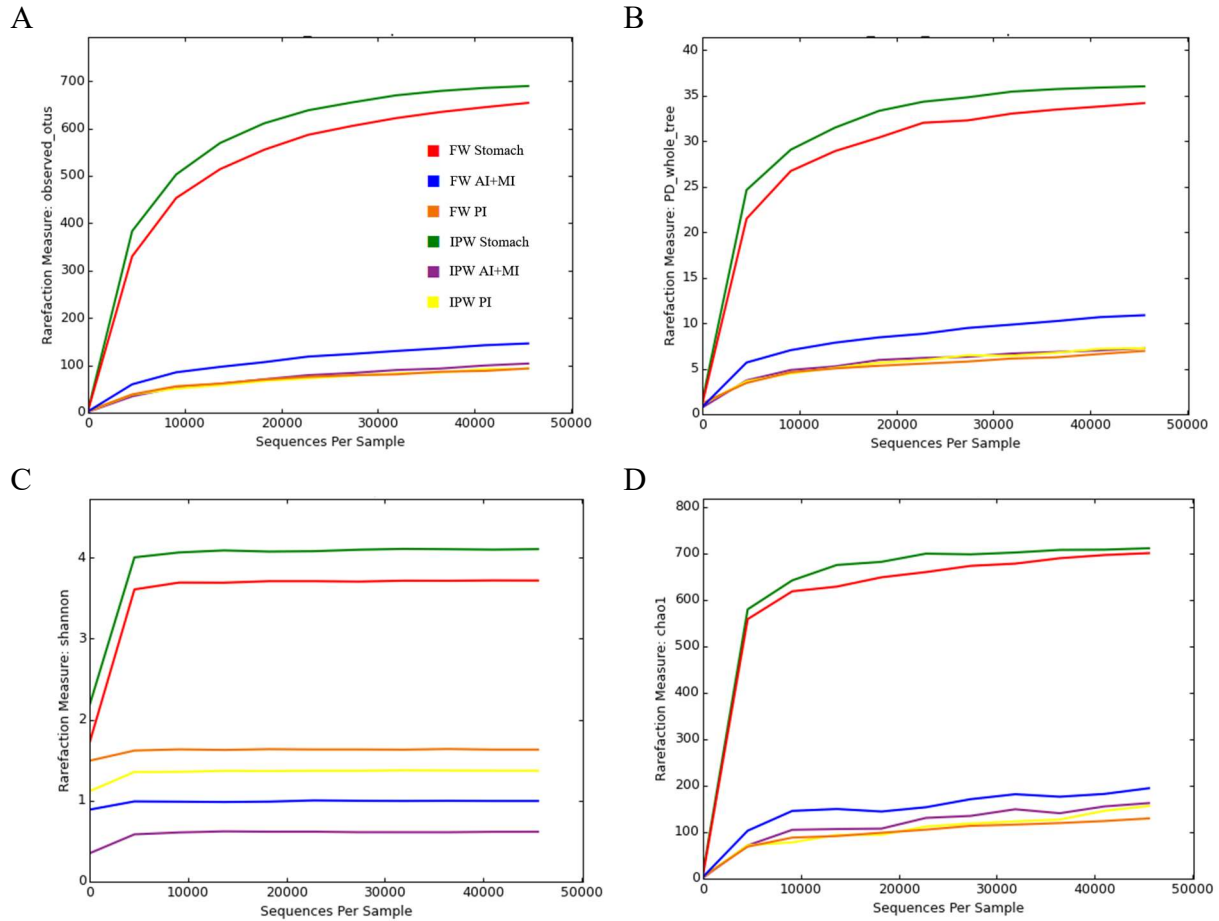 A
Rarefaction Measure: observed_otus
700
600
500
400
300
200
100
0
0 10000 20000 30000 40000 50000
Sequences Per Sample
FW Stomach
FW AI+MI
FW PI
IPW Stomach
IPW AI+MI
IPW PI
B
Rarefaction Measure: PD_whole_tree
40
35
30
25
20
15
10
5
0
0 10000 20000 30000 40000 50000
Sequences Per Sample
C
Rarefaction Measure: shannon
4
3
2
1
0
0 10000 20000 30000 40000 50000
Sequences Per Sample
D
Rarefaction Measure: chao1
800
700
600
500
400
300
200
100
0
0 10000 20000 30000 40000 50000
Sequences Per Sample